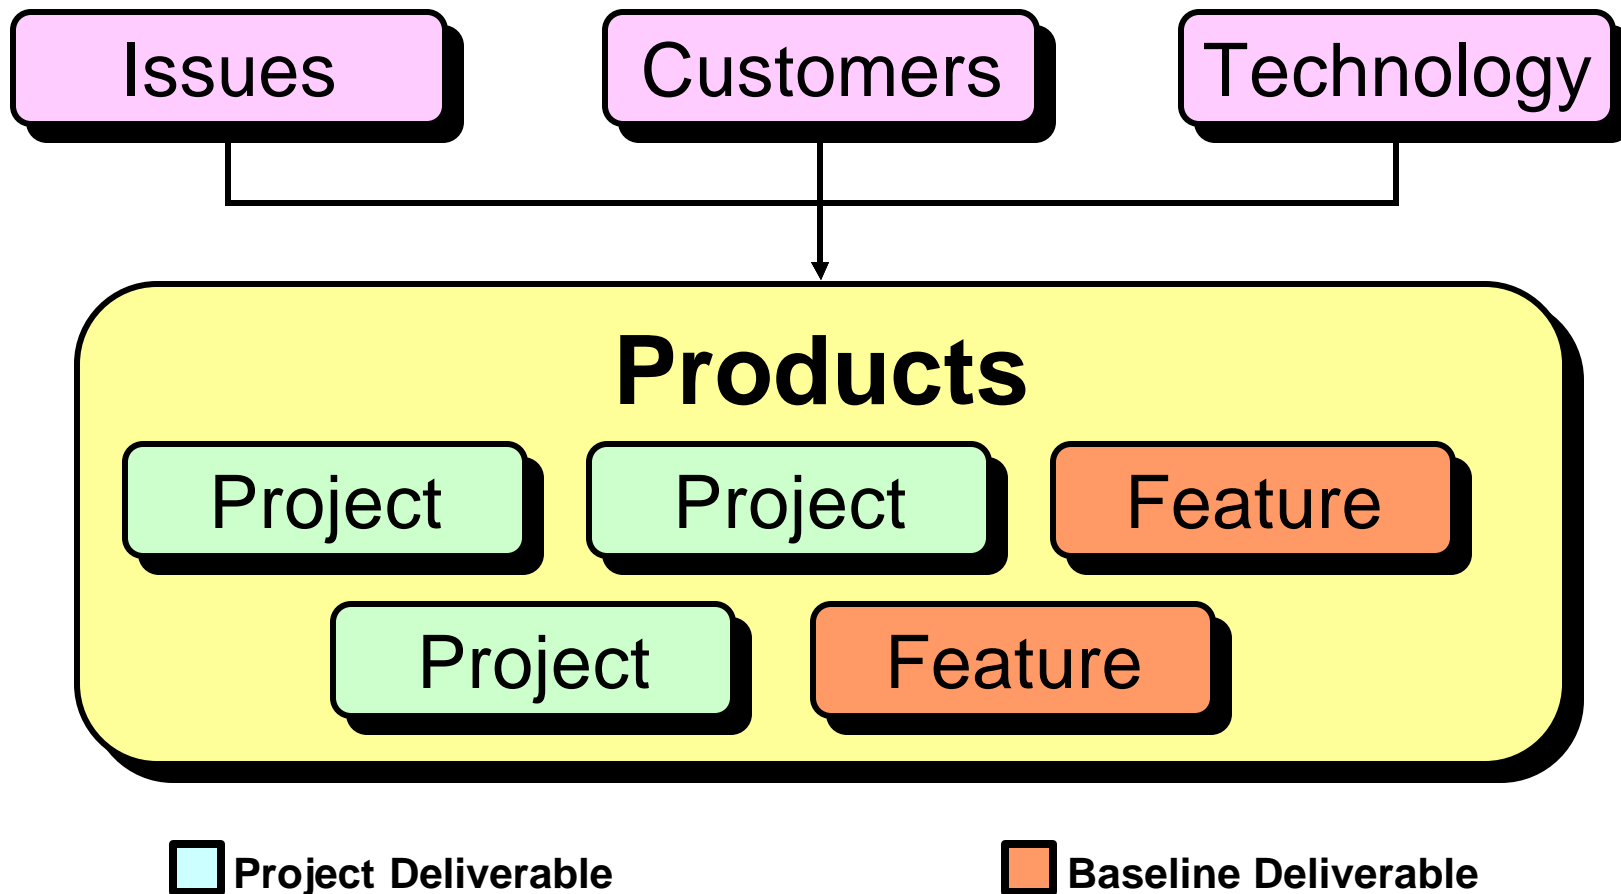 Issues Customers Technology
Products
Project Project Feature
Project Feature
Project Deliverable Baseline Deliverable